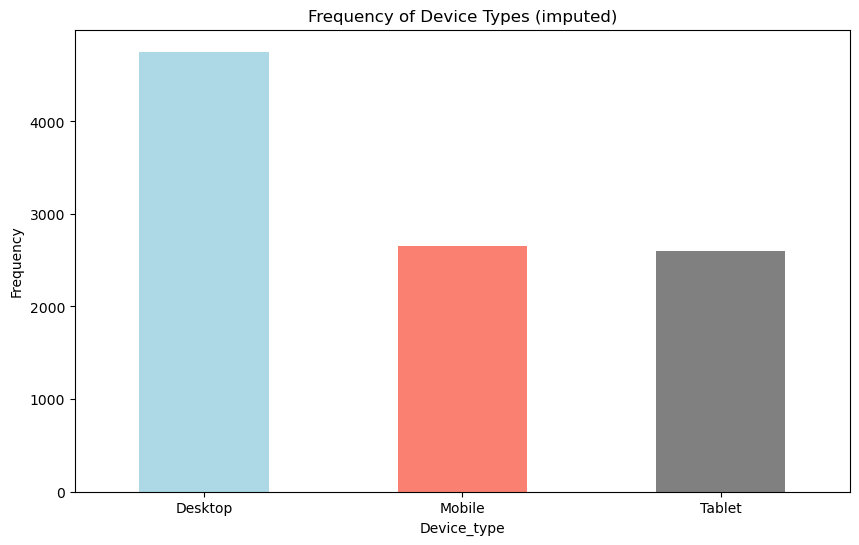 Frequency of Device Types (imputed)
Frequency
4000
3000
2000
1000
0
Desktop
Mobile
Tablet
Device_type